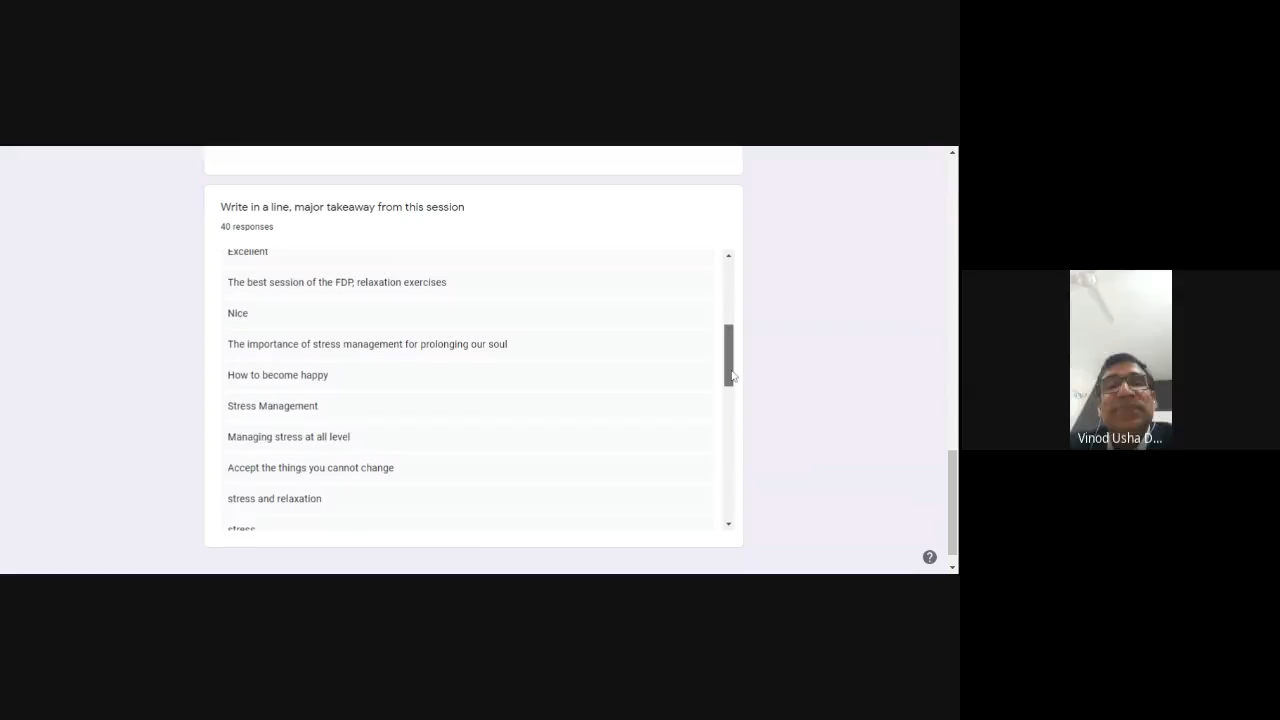 Write in a line, major takeaway from this session
40 responses
Excellent
The best session of the FDP, relaxation exercises
Nice
The importance of stress management for prolonging our soul
How to become happy
Stress Management
Managing stress at all level
Accept the things you cannot change
stress and relaxation
stress
Vinod Usha D...